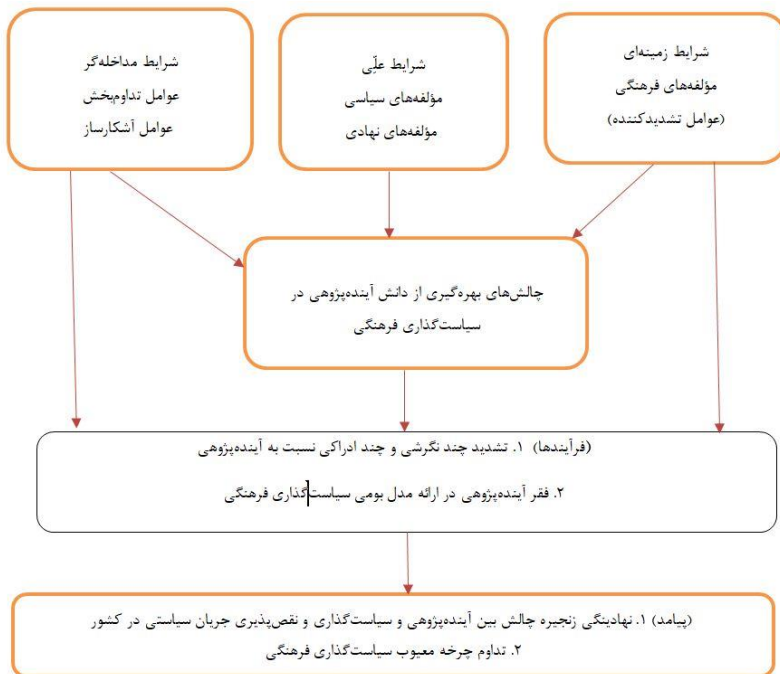 شرایط زمینه‌ای
مؤلفه‌های فرهنگی
(عوامل تشدیدکننده)
شرایط علّی
مؤلفه‌های سیاسی
مؤلفه‌های نهادی
شرایط مداخله‌گر
عوامل تداوم‌بخش
عوامل آشکارساز
چالش‌های بهره‌گیری از دانش آینده‌پژوهی در
سیاست‌گذاری فرهنگی
(فرآیندها) ۱. تشدید چند نگرشی و چند ادراکی نسبت به آینده‌پژوهی
۲. فقر آینده‌پژوهی در ارائه مدل بومی سیاست‌گذاری فرهنگی
(پیامد) ۱. نهادینگی زنجیره چالش بین آینده‌پژوهی و سیاست‌گذاری و نقص‌پذیری جریان سیاستی در کشور
۲. تداوم چرخه معیوب سیاست‌گذاری فرهنگی